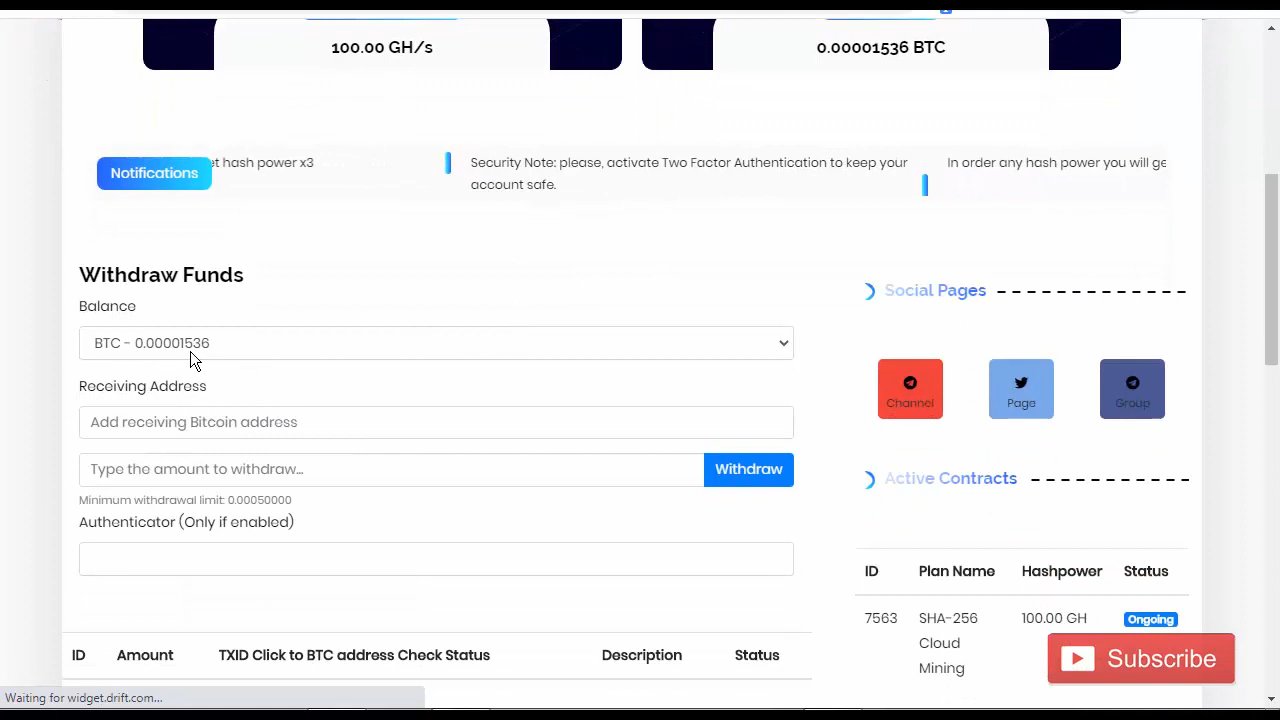 100.00 GH/s
0.00001536 BTC
Notifications
et hash power x3
Security Note: please, activate Two Factor Authentication to keep your
account safe.
In order any hash power you will ge
Withdraw Funds
Balance
BTC - 0.00001536
Receiving Address
Add receiving Bitcoin address
Type the amount to withdraw...
Withdraw
Minimum withdrawal limit: 0.00050000
Authenticator (Only if enabled)
ID Amount TXID Click to BTC address Check Status Description Status
Social Pages
Channel
Page
Group
Active Contracts
ID Plan Name Hashpower Status
7563 SHA-256 100.00 GH Ongoing
Cloud
Mining
Subscribe
Waiting for widget.drift.com...